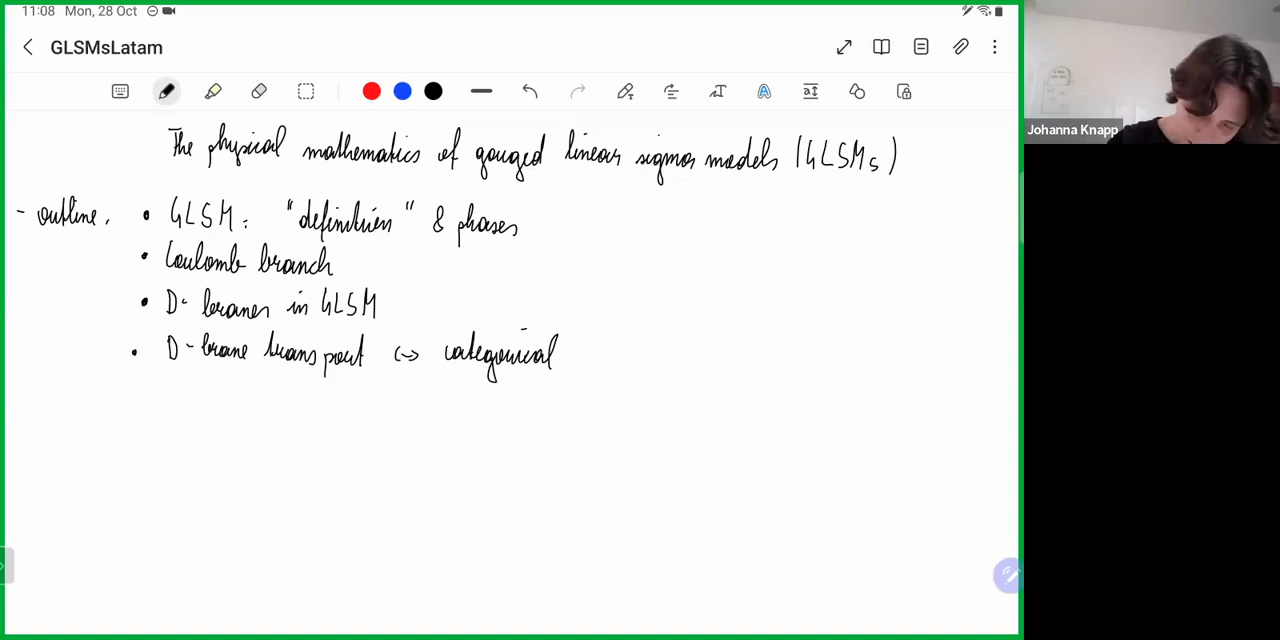 11:08 Mon, 28 Oct
GLSMsLatam
Johanna Knapp
The physical mathematics of gauged linear sigma models (GLSMs)
- outline. • GLSM: "definition" & phases
• Coulomb branch
• D-branes in GLSM
• D-brane transport ↔ categorical